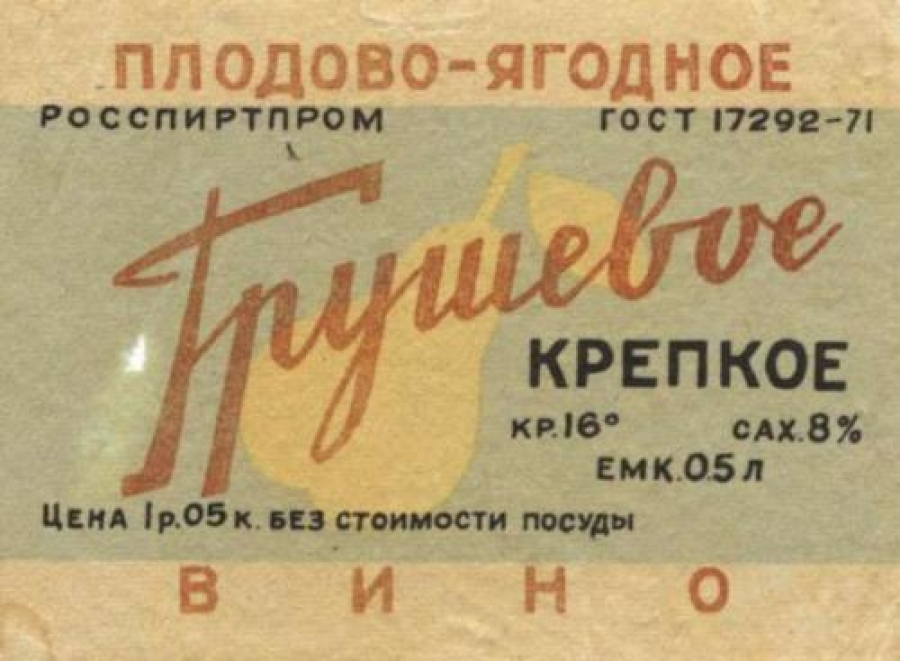 ПЛОДОВО-ЯГОДНОЕ
РОССПИРТПРОМ ГОСТ 17292-71
Грушевое
КРЕПКОЕ
КР.16° САХ.8%
ЕМК.0.5 Л
ЦЕНА 1р.05к. БЕЗ СТОИМОСТИ ПОСУДЫ
ВИНО